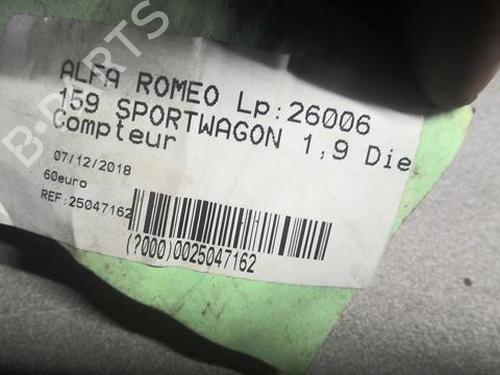 B-PARTS
ALFA ROMEO Lp:26006
159 SPORTWAGON 1,9 Die
Compteur
07/12/2018
60euro
REF:25047162
(?000)0025047162